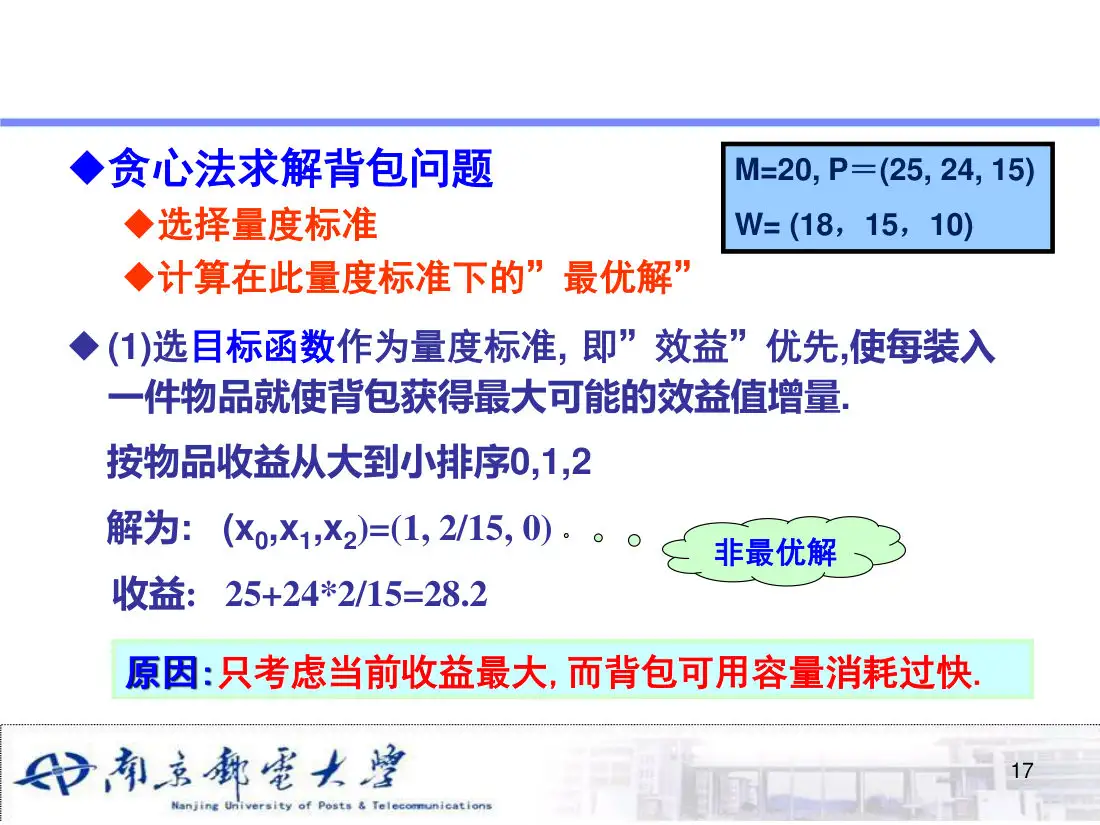 ◆贪心法求解背包问题
M=20, P＝(25, 24, 15)
W= (18，15，10)
◆选择量度标准
◆计算在此量度标准下的”最优解”
◆(1)选目标函数作为量度标准, 即”效益”优先,使每装入
一件物品就使背包获得最大可能的效益值增量.
按物品收益从大到小排序0,1,2
解为: (x₀,x₁,x₂)=(1, 2/15, 0)
非最优解
收益: 25+24*2/15=28.2
原因:只考虑当前收益最大, 而背包可用容量消耗过快.
南京邮电大学
Nanjing University of Posts & Telecommunications
17